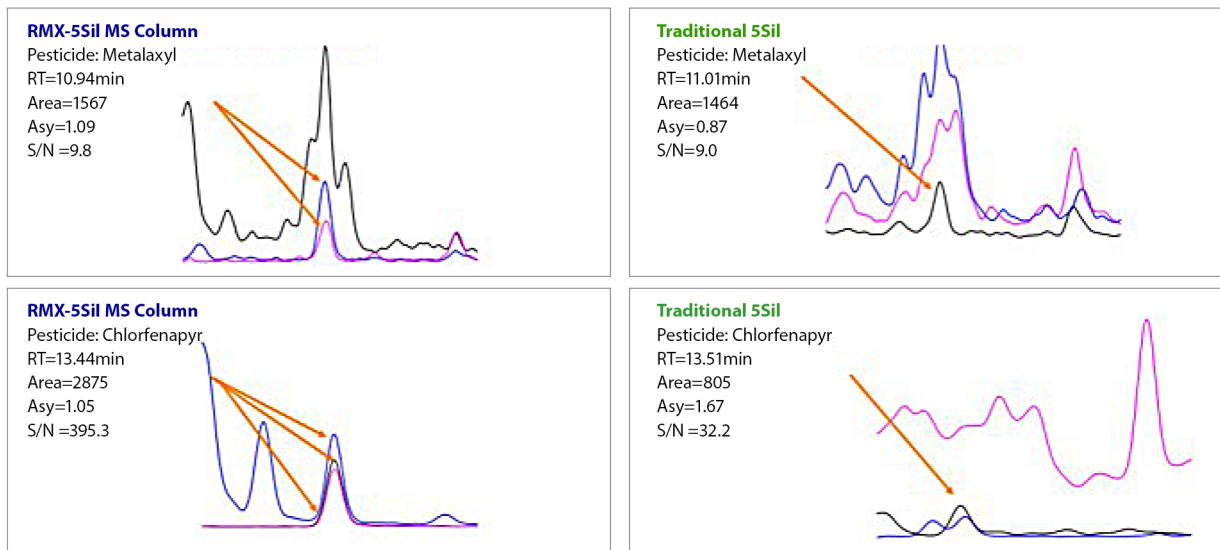 RMX-5Sil MS Column
Pesticide: Metalaxyl
RT=10.94min
Area=1567
Asy=1.09
S/N =9.8
Traditional 5Sil
Pesticide: Metalaxyl
RT=11.01min
Area=1464
Asy=0.87
S/N=9.0
RMX-5Sil MS Column
Pesticide: Chlorfenapyr
RT=13.44min
Area=2875
Asy=1.05
S/N =395.3
Traditional 5Sil
Pesticide: Chlorfenapyr
RT=13.51min
Area=805
Asy=1.67
S/N =32.2